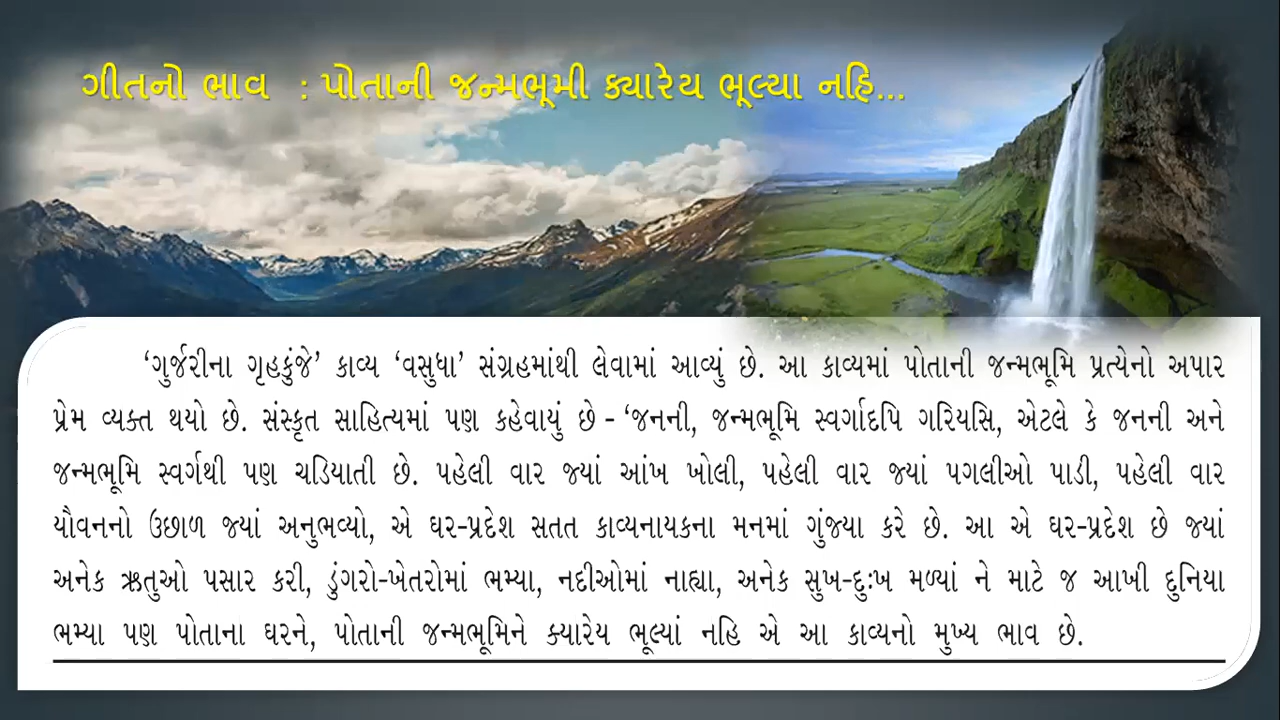 ગીતનો ભાવ : પોતાની જન્મભૂમી ક્યારેય ભૂલ્યા નહિ...
‘ગુર્જરીના ગૃહકુંજે’ કાવ્ય ‘વસુધા’ સંગ્રહમાંથી લેવામાં આવ્યું છે. આ કાવ્યમાં પોતાની જન્મભૂમિ પ્રત્યેનો અપાર
પ્રેમ વ્યક્ત થયો છે. સંસ્કૃત સાહિત્યમાં પણ કહેવાયું છે - ‘જનની, જન્મભૂમિ સ્વર્ગાદપિ ગરિયસિ, એટલે કે જનની અને
જન્મભૂમિ સ્વર્ગથી પણ ચડિયાતી છે. પહેલી વાર જ્યાં આંખ ખોલી, પહેલી વાર જ્યાં પગલીઓ પાડી, પહેલી વાર
યૌવનનો ઉછાળ જ્યાં અનુભવ્યો, એ ઘર-પ્રદેશ સતત કાવ્યનાયકના મનમાં ગુંજ્યા કરે છે. આ એ ઘર-પ્રદેશ છે જ્યાં
અનેક ઋતુઓ પસાર કરી, ડુંગરો-ખેતરોમાં ભમ્યા, નદીઓમાં નાહ્યા, અનેક સુખ-દુઃખ મળ્યાં ને માટે જ આખી દુનિયા
ભમ્યા પણ પોતાના ઘરને, પોતાની જન્મભૂમિને ક્યારેય ભૂલ્યાં નહિ એ આ કાવ્યનો મુખ્ય ભાવ છે.